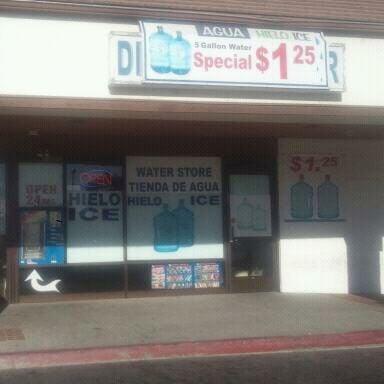 AGUA HIELO ICE
5 Gallon Water
Special $1.25
DI
R
OPEN
24
OPEN
HIELO
ICE
WATER STORE
TIENDA DE AGUA
HIELO ICE
$1.25